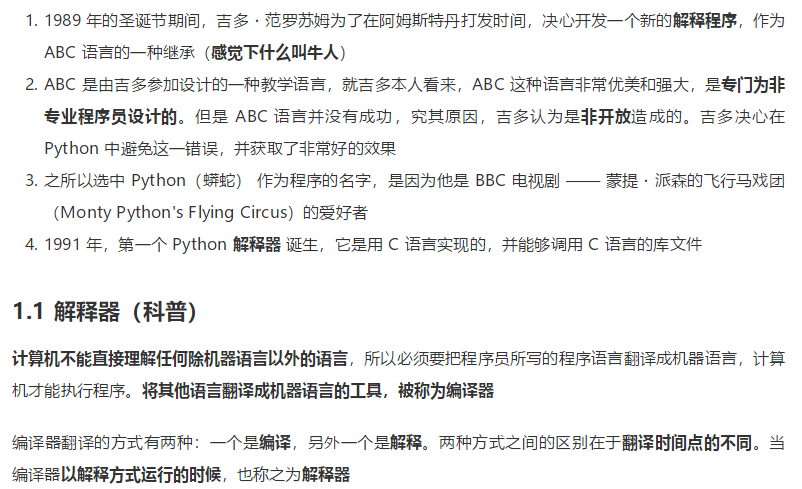 1. 1989 年的圣诞节期间，吉多·范罗苏姆为了在阿姆斯特丹打发时间，决心开发一个新的解释程序，作为
ABC 语言的一种继承（感觉下什么叫牛人）
2. ABC 是由吉多参加设计的一种教学语言，就吉多本人看来，ABC 这种语言非常优美和强大，是专门为非
专业程序员设计的。但是 ABC 语言并没有成功，究其原因，吉多认为是非开放造成的。吉多决心在
Python 中避免这一错误，并获取了非常好的效果
3. 之所以选中 Python（蟒蛇） 作为程序的名字，是因为他是 BBC 电视剧 —— 蒙提·派森的飞行马戏团
（Monty Python's Flying Circus）的爱好者
4. 1991 年，第一个 Python 解释器 诞生，它是用 C 语言实现的，并能够调用 C 语言的库文件
1.1 解释器（科普）
计算机不能直接理解任何除机器语言以外的语言，所以必须要把程序员所写的程序语言翻译成机器语言，计算
机才能执行程序。将其他语言翻译成机器语言的工具，被称为编译器
编译器翻译的方式有两种：一个是编译，另外一个是解释。两种方式之间的区别在于翻译时间点的不同。当
编译器以解释方式运行的时候，也称之为解释器